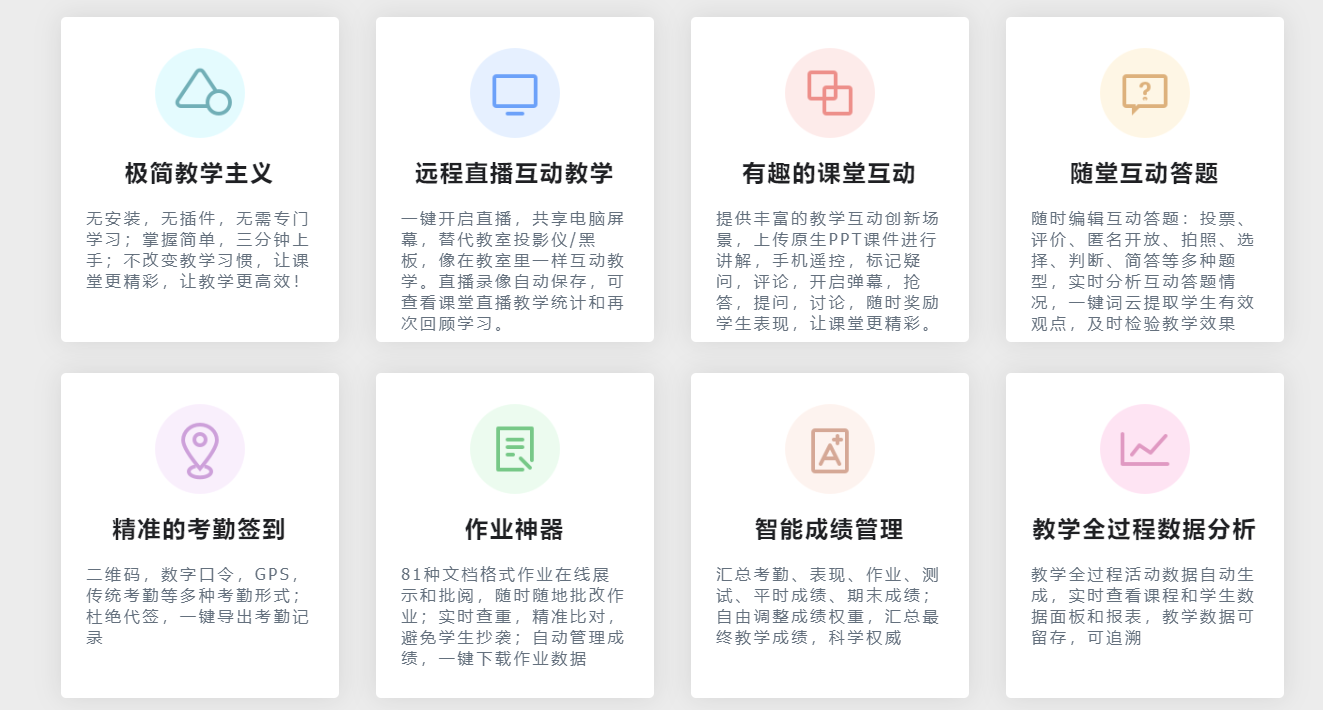 极简教学主义
无安装，无插件，无需专门
学习；掌握简单，三分钟上
手；不改变教学习惯，让课
堂更精彩，让教学更高效！
远程直播互动教学
一键开启直播，共享电脑屏
幕，替代教室投影仪/黑
板，像在教室里一样互动教
学。直播录像自动保存，可
查看课堂直播教学统计和再
次回顾学习。
有趣的课堂互动
提供丰富的教学互动创新场
景，上传原生PPT课件进行
讲解，手机遥控，标记疑
问，评论，开启弹幕，抢
答，提问，讨论，随时奖励
学生表现，让课堂更精彩。
?
随堂互动答题
随时编辑互动答题：投票、
评价、匿名开放、拍照、选
择、判断、简答等多种题
型，实时分析互动答题情
况，一键词云提取学生有效
观点，及时检验教学效果
精准的考勤签到
二维码，数字口令，GPS，
传统考勤等多种考勤形式；
杜绝代签，一键导出考勤记
录
作业神器
81种文档格式作业在线展
示和批阅，随时随地批改作
业；实时查重，精准比对，
避免学生抄袭；自动管理成
绩，一键下载作业数据
A+
智能成绩管理
汇总考勤、表现、作业、测
试、平时成绩、期末成绩；
自由调整成绩权重，汇总最
终教学成绩，科学权威
教学全过程数据分析
教学全过程活动数据自动生
成，实时查看课程和学生数
据面板和报表，教学数据可
留存，可追溯